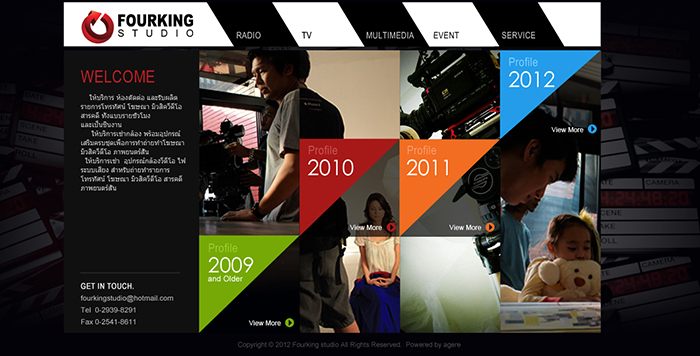 FOURKING
STUDIO
RADIO
TV
MULTIMEDIA
EVENT
SERVICE
WELCOME
ให้บริการ ห้องตัดต่อ และรับผลิต
รายการโทรทัศน์ โฆษณา มิวสิควีดีโอ
สารคดี ทั้งแบบรายชั่วโมง
และเป็นชิ้นงาน
ให้บริการเช่ากล้อง พร้อมอุปกรณ์
เสริมครบชุดเพื่อการทำถ่ายทำโฆษณา
มิวสิควีดีโอ ภาพยนตร์สั้น
ให้บริการเช่า อุปกรณ์กล้องวีดีโอ ไฟ
ระบบเสียง สำหรับถ่ายทำรายการ
โทรทัศน์ โฆษณา มิวสิควีดีโอ สารคดี
ภาพยนตร์สั้น
GET IN TOUCH.
fourkingstudio@hotmail.com
Tel 0-2939-8291
Fax 0-2541-8611
Profile
2012
View More
Profile
2010
View More
Profile
2011
View More
Profile
2009
and Older
View More
SCENE
TAKE
ROLL
CAMERA
Copyright © 2012 Fourking studio All Rights Reserved. Powered by agere